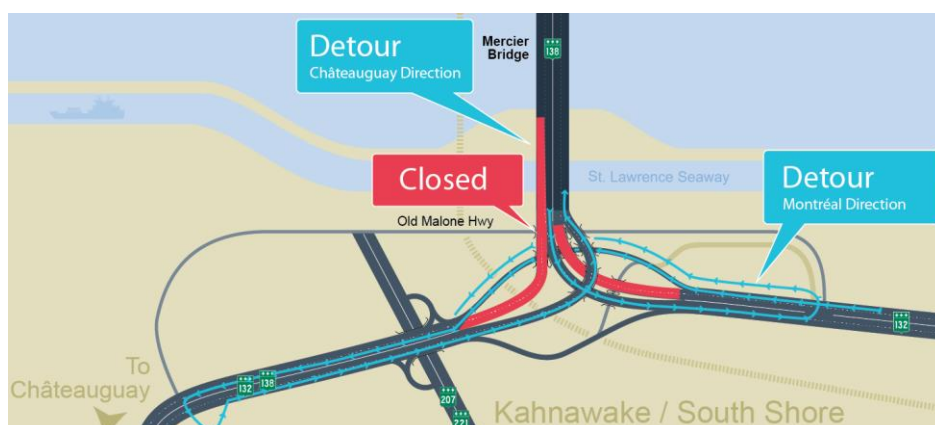 Detour
Châteauguay Direction
Mercier
Bridge
138
Closed
St. Lawrence Seaway
Detour
Montréal Direction
Old Malone Hwy
132
To
Châteauguay
132
138
207
221
Kahnawake / South Shore